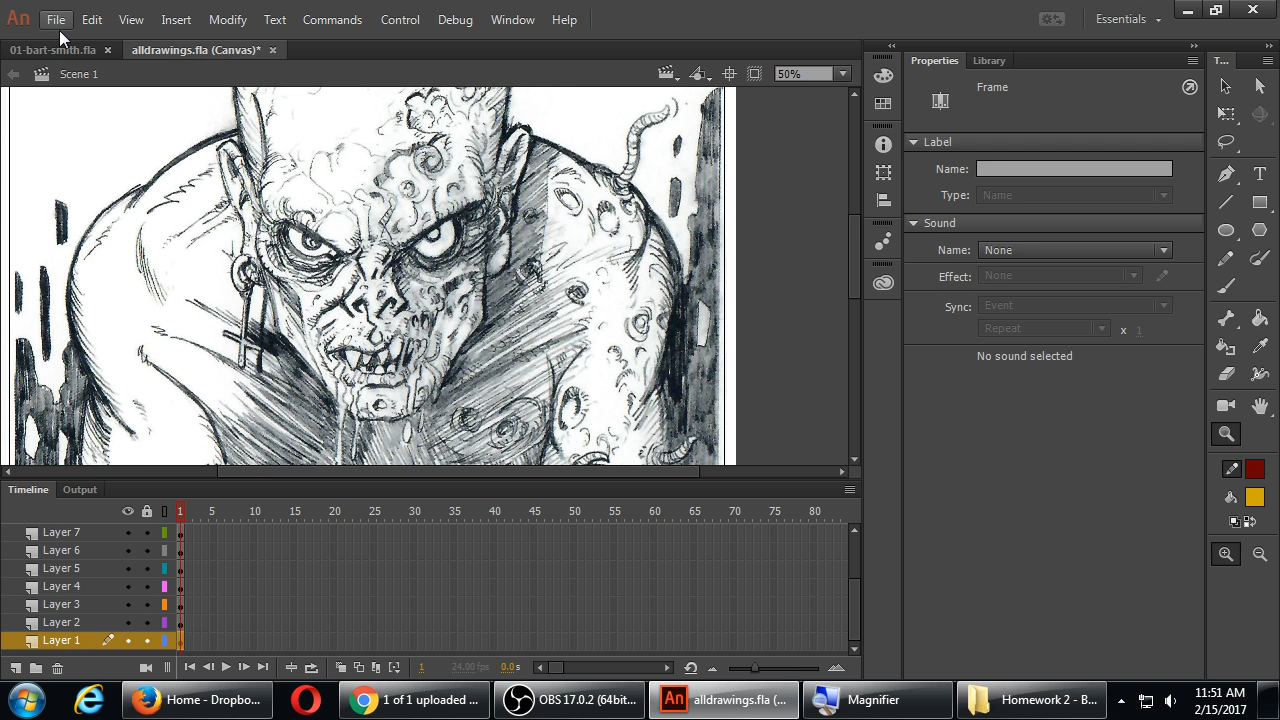 An File Edit View Insert Modify Text Commands Control Debug Window Help Essentials
01-bart-smith.fla × alldrawings.fla (Canvas)* ×
Scene 1 50%
Properties Library T...
Frame
Label
Name:
Type: Name
Sound
Name: None
Effect: None
Sync: Event
Repeat x 1
No sound selected
Timeline Output
1 5 10 15 20 25 30 35 40 45 50 55 60 65 70 75 80
Layer 7
Layer 6
Layer 5
Layer 4
Layer 3
Layer 2
Layer 1
1 24.00 fps 0.0 s
Home - Dropbo... 1 of 1 uploaded ... OBS 17.0.2 (64bit... An alldrawings.fla (... Magnifier Homework 2 - B... 11:51 AM
2/15/2017